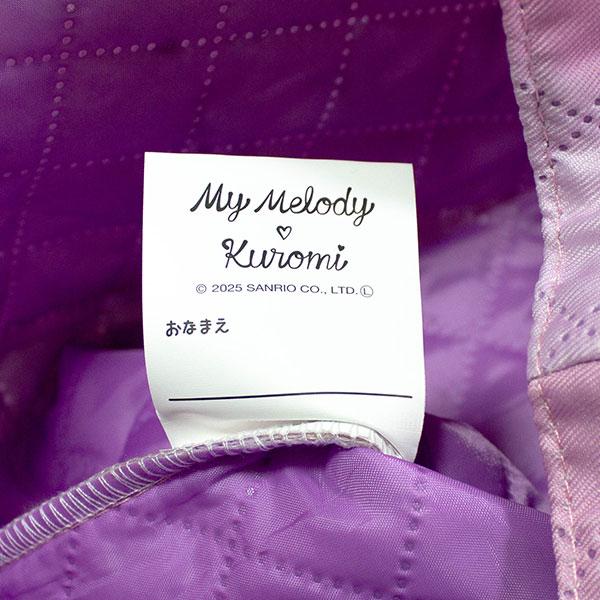 My Melody
♡
Kuromi
© 2025 SANRIO CO., LTD. Ⓛ
おなまえ